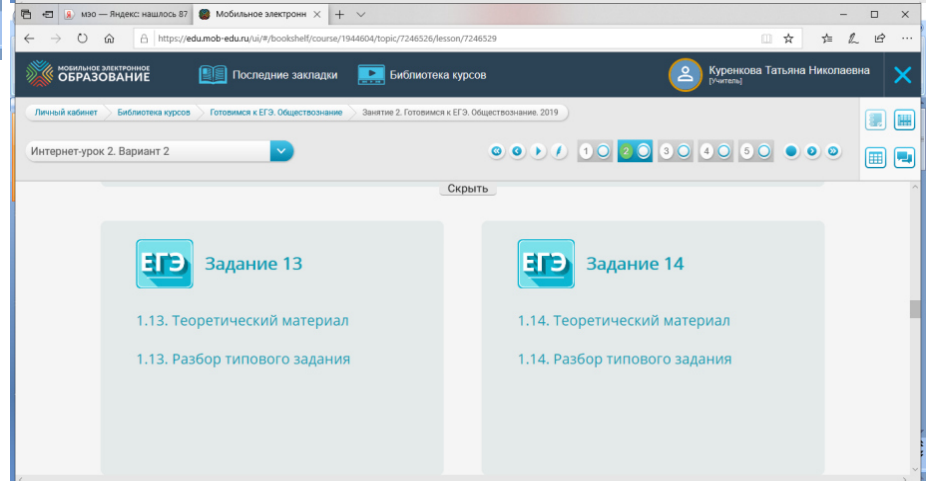 мэо — Яндекс: нашлось 87
Мобильное электронн
https://edu.mob-edu.ru/ui/#/bookshelf/course/1944604/topic/7246526/lesson/7246529
МОБИЛЬНОЕ ЭЛЕКТРОННОЕ
ОБРАЗОВАНИЕ
Последние закладки
Библиотека курсов
Куренкова Татьяна Николаевна
[Учитель]
Личный кабинет
Библиотека курсов
Готовимся к ЕГЭ. Обществознание
Занятие 2. Готовимся к ЕГЭ. Обществознание. 2019
Интернет-урок 2. Вариант 2
1 2 3 4 5
Скрыть
ЕГЭ Задание 13
1.13. Теоретический материал
1.13. Разбор типового задания
ЕГЭ Задание 14
1.14. Теоретический материал
1.14. Разбор типового задания